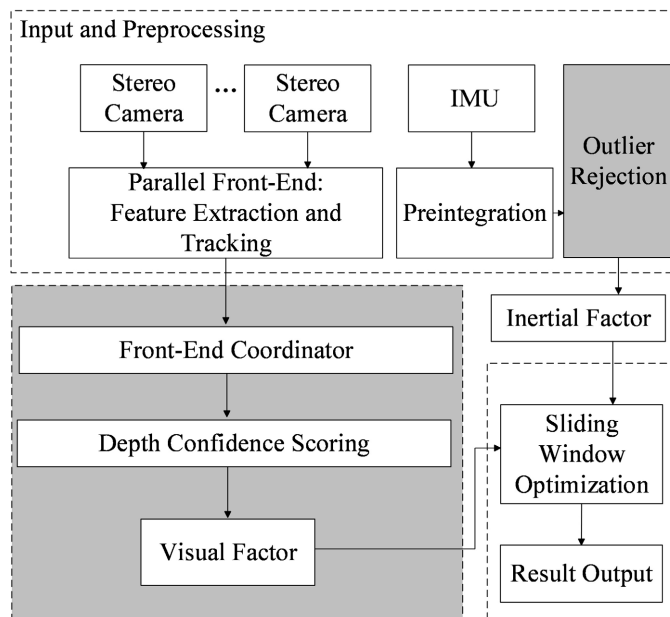 Input and Preprocessing
Stereo
Camera
...
Stereo
Camera
IMU
Outlier
Rejection
Parallel Front-End:
Feature Extraction and
Tracking
Preintegration
Inertial Factor
Front-End Coordinator
Depth Confidence Scoring
Sliding
Window
Optimization
Visual Factor
Result Output